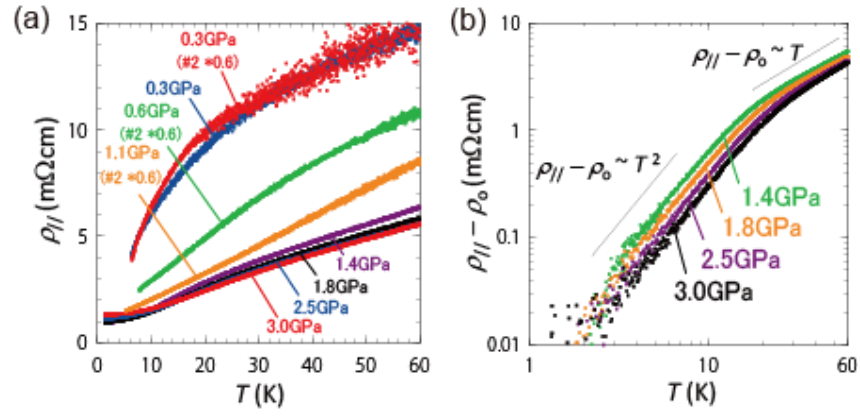 (a)
15
10
5
0
0
10
20
30
40
50
60
ρ// (mΩcm)
T (K)
0.3GPa
(#2 *0.6)
0.3GPa
0.6GPa
(#2 *0.6)
1.1GPa
(#2 *0.6)
1.4GPa
1.8GPa
2.5GPa
3.0GPa
(b)
15
10
1
0.1
0.01
1
10
60
ρ// − ρo (mΩcm)
T (K)
ρ// − ρo ~ T
ρ// − ρo ~ T²
1.4GPa
1.8GPa
2.5GPa
3.0GPa